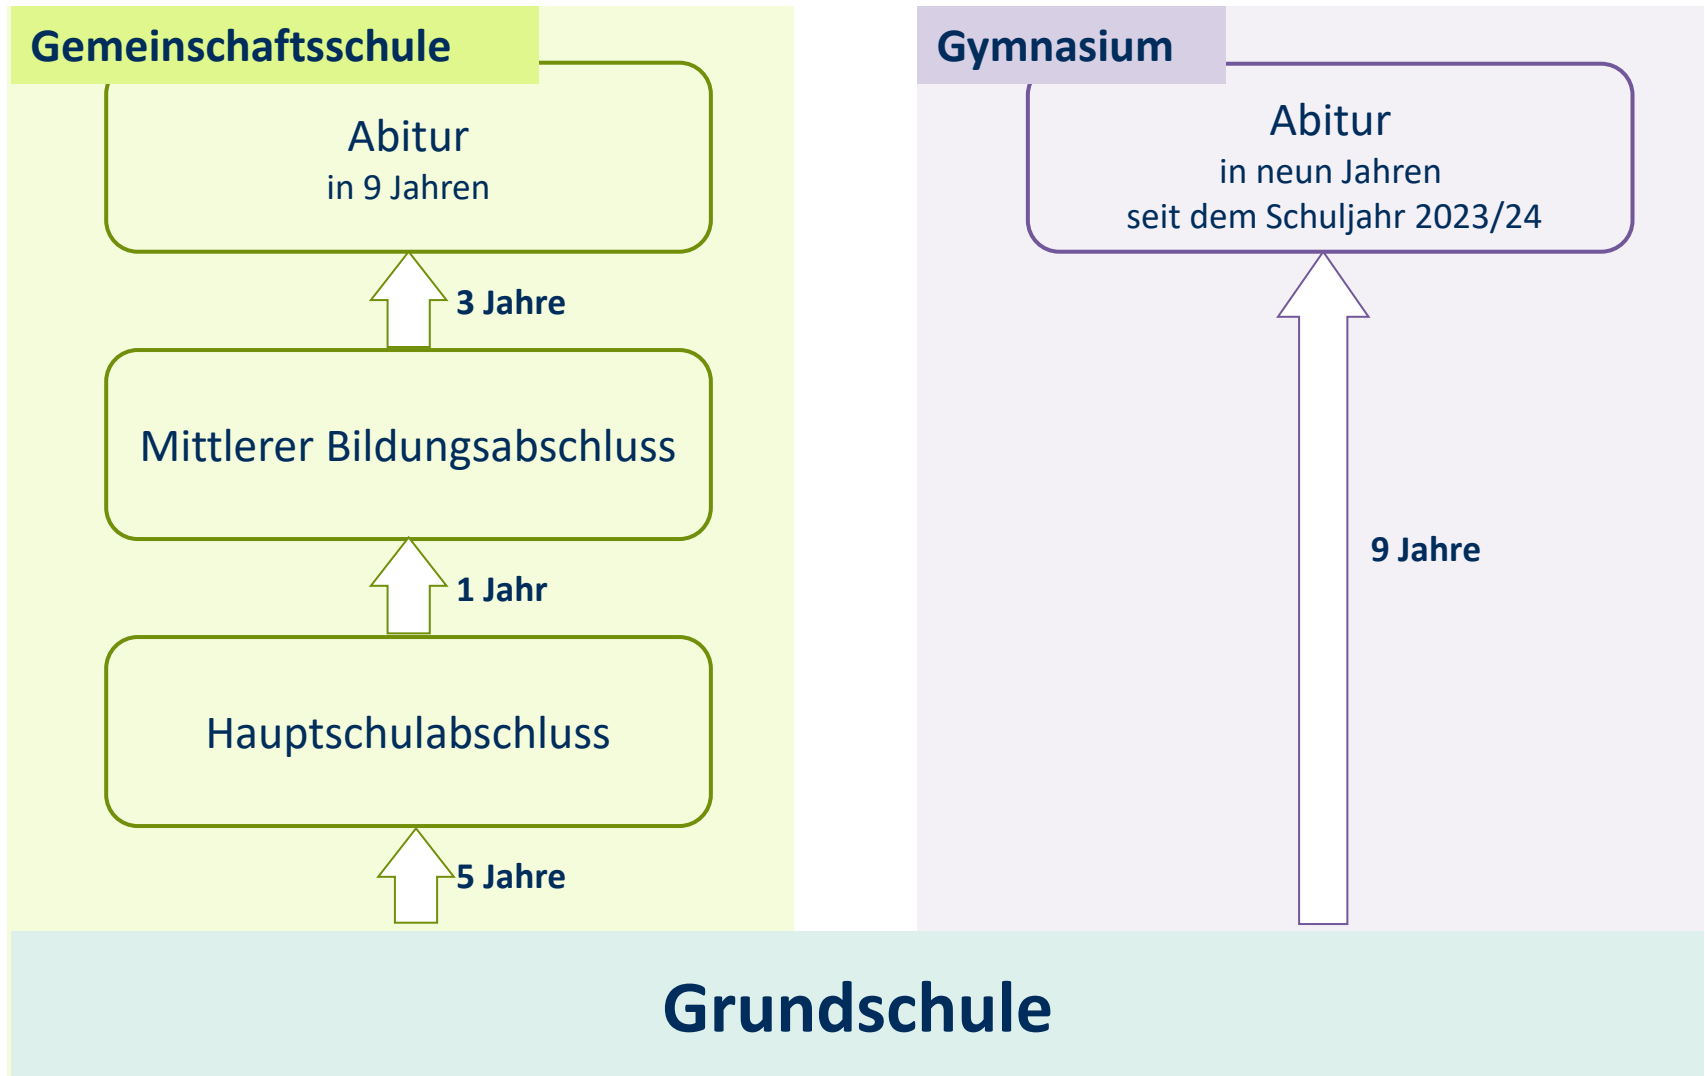 Gemeinschaftsschule
Abitur
in 9 Jahren
3 Jahre
Mittlerer Bildungsabschluss
1 Jahr
Hauptschulabschluss
5 Jahre
Gymnasium
Abitur
in neun Jahren
seit dem Schuljahr 2023/24
9 Jahre
Grundschule